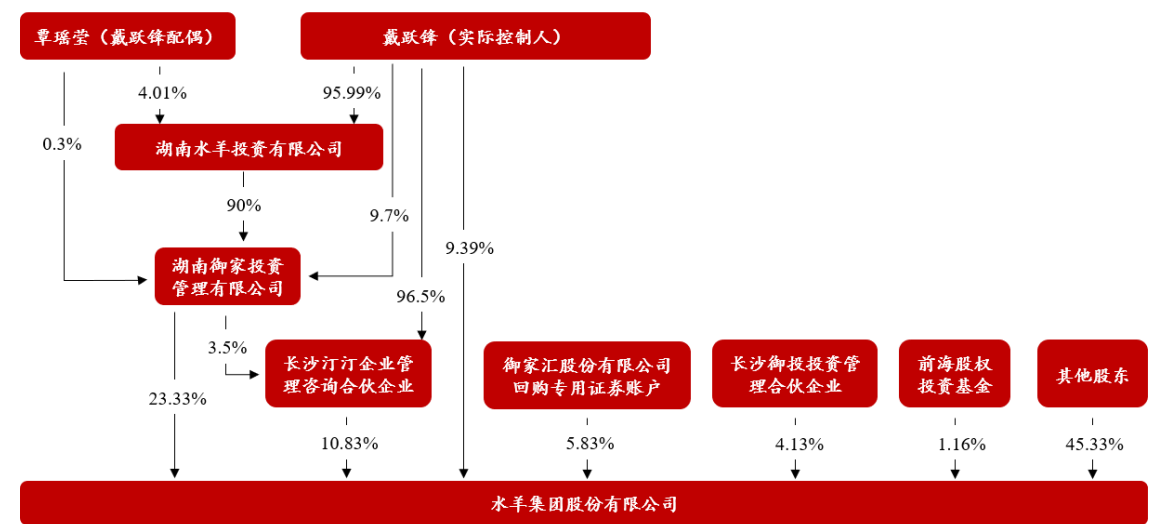 覃瑶莹（戴跃锋配偶）
戴跃锋（实际控制人）
4.01%
95.99%
0.3%
湖南水羊投资有限公司
90%
9.7%
9.39%
湖南御家投资
管理有限公司
96.5%
3.5%
23.33%
长沙汀汀企业管
理咨询合伙企业
御家汇股份有限公司
回购专用证券账户
长沙御投投资管
理合伙企业
前海股权
投资基金
其他股东
10.83%
5.83%
4.13%
1.16%
45.33%
水羊集团股份有限公司